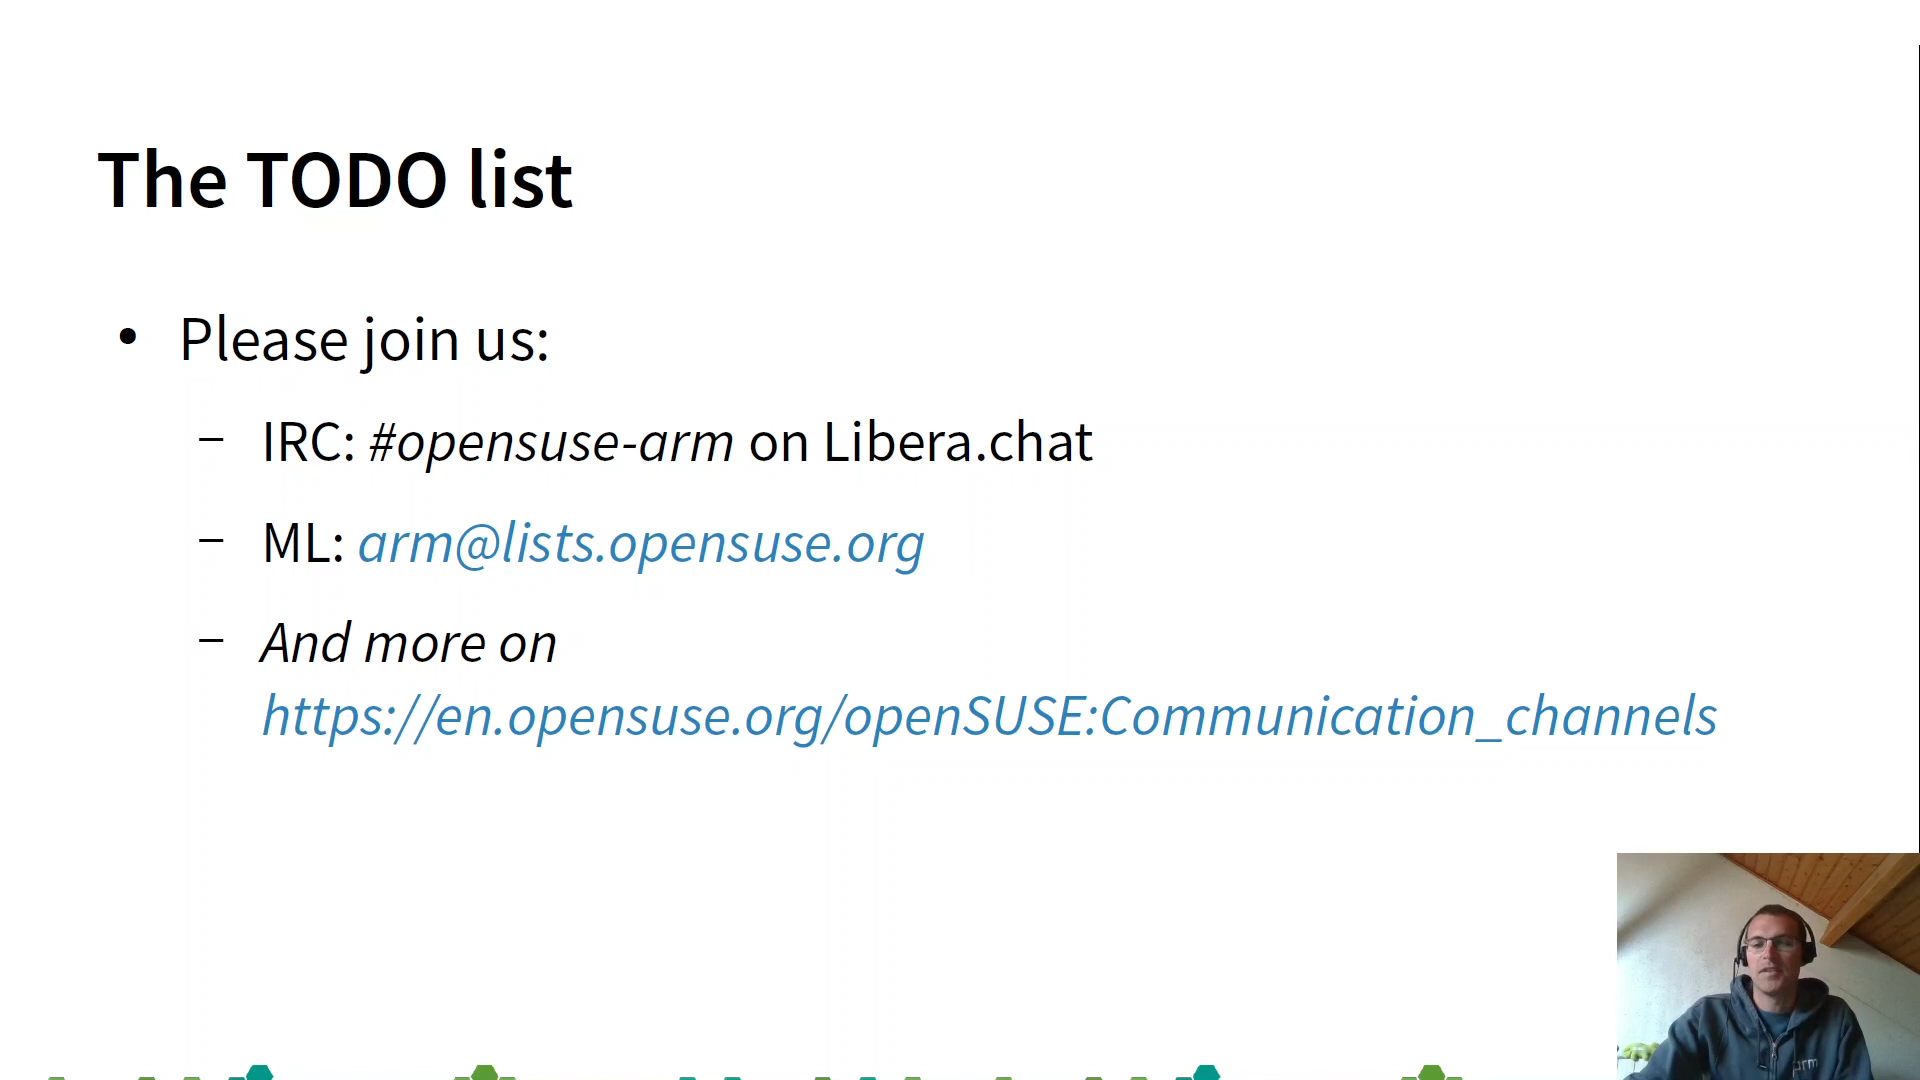 The TODO list
• Please join us:
– IRC: #opensuse-arm on Libera.chat
– ML: arm@lists.opensuse.org
– And more on
https://en.opensuse.org/openSUSE:Communication_channels
arm